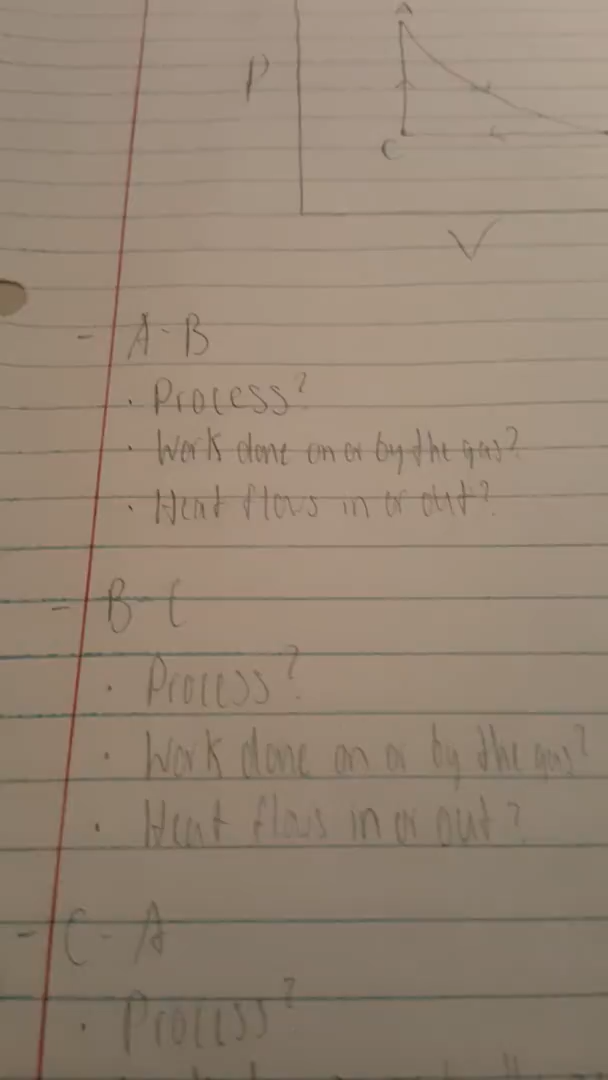 A
P
C
V
- A-B
· Process?
· Work done on or by the gas?
· Heat flows in or out?
- B-C
· Process?
· Work done on or by the gas?
· Heat flows in or out?
- C-A
· Process?